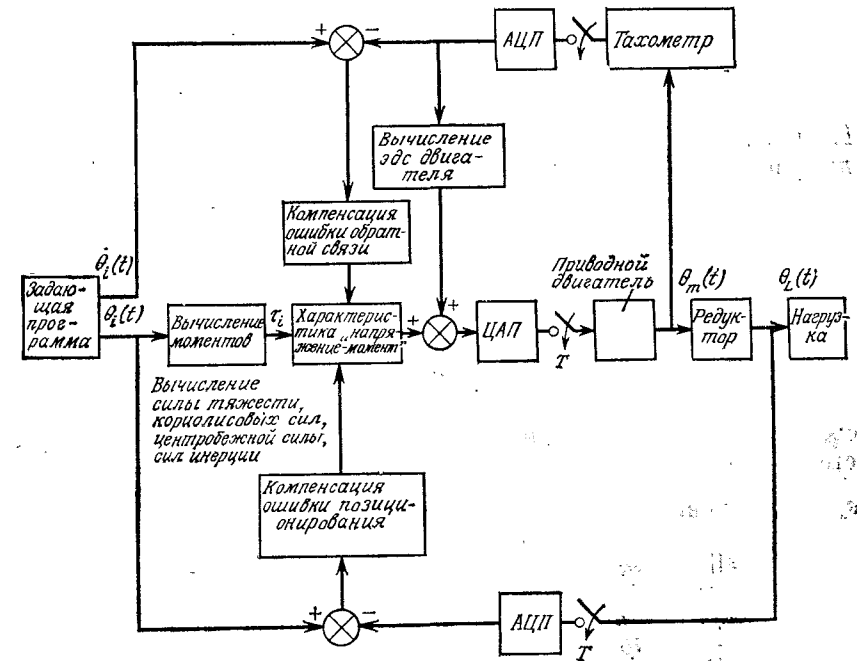 +
−
АЦП
Тахометр
Вычисление
эдс двига-
теля
Компенсация
ошибки обрат-
ной связи
θ̇i(t)
Задаю-
щая
прог-
рамма
θi(t)
Вычисление
моментов
τi
Характерис-
тика „напря-
жение-момент"
+
+
ЦАП
T
Приводной
двигатель
θm(t)
Редук-
тор
θL(t)
Нагруз-
ка
Вычисление
силы тяжести,
кориолисовых сил,
центробежной силы,
сил инерции
Компенсация
ошибки позици-
онирования
+
−
АЦП
T